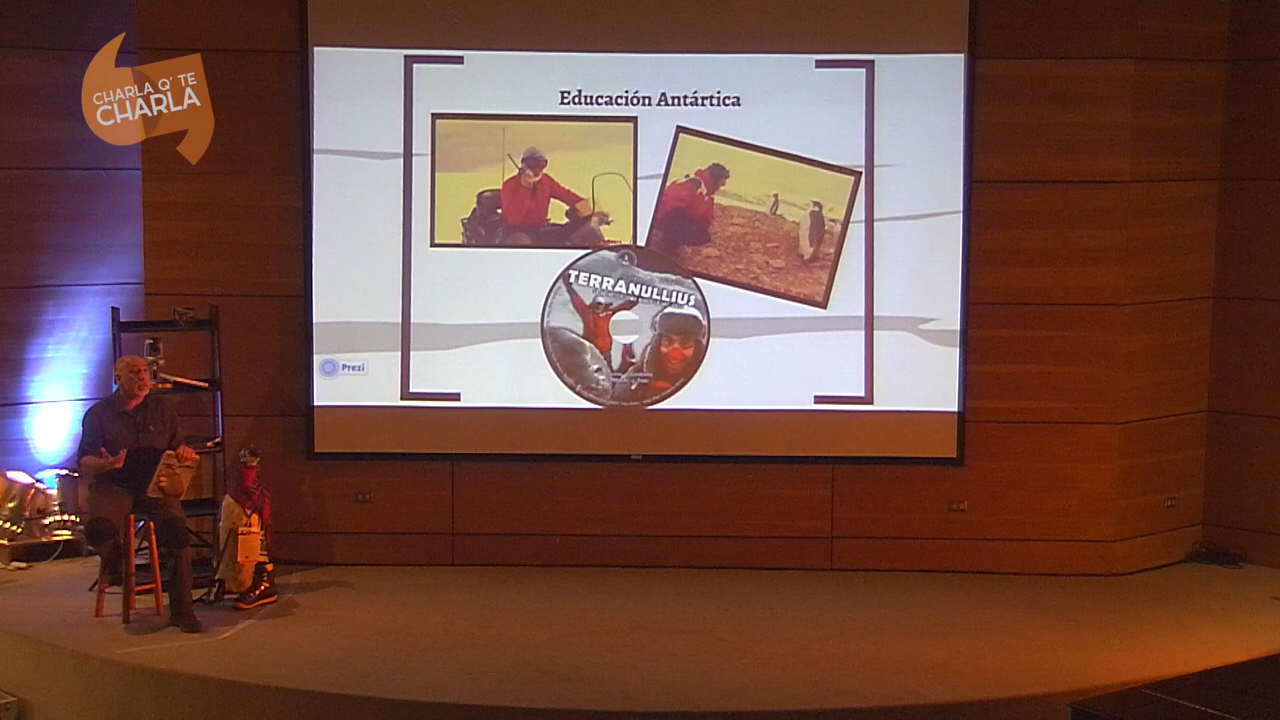 CHARLA Q' TE
CHARLA
Educación Antártica
TERRANULLIUS
Prezi